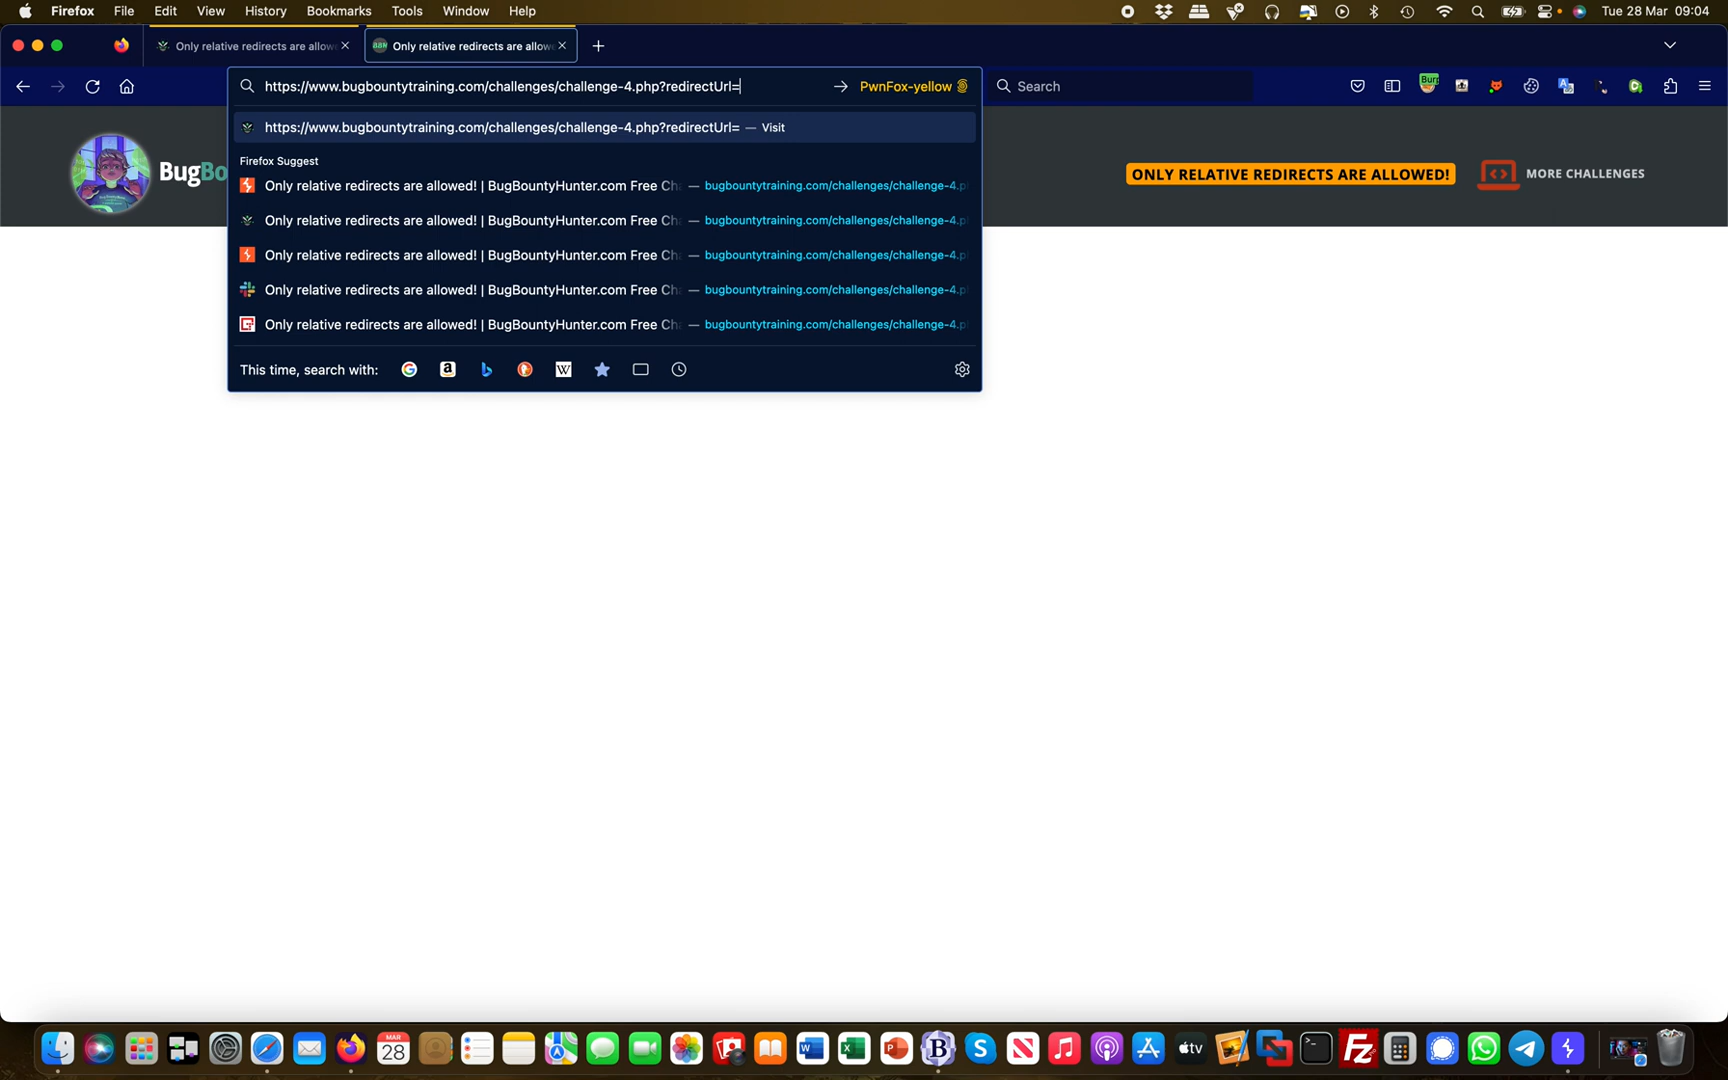 Firefox File Edit View History Bookmarks Tools Window Help Tue 28 Mar 09:04
Only relative redirects are allow Only relative redirects are allow
https://www.bugbountytraining.com/challenges/challenge-4.php?redirectUrl= PwnFox-yellow Search
https://www.bugbountytraining.com/challenges/challenge-4.php?redirectUrl= — Visit
Firefox Suggest
BugBo
ONLY RELATIVE REDIRECTS ARE ALLOWED! MORE CHALLENGES
Only relative redirects are allowed! | BugBountyHunter.com Free Ch — bugbountytraining.com/challenges/challenge-4.p
Only relative redirects are allowed! | BugBountyHunter.com Free Ch — bugbountytraining.com/challenges/challenge-4.p
Only relative redirects are allowed! | BugBountyHunter.com Free Ch — bugbountytraining.com/challenges/challenge-4.p
Only relative redirects are allowed! | BugBountyHunter.com Free Ch — bugbountytraining.com/challenges/challenge-4.p
Only relative redirects are allowed! | BugBountyHunter.com Free Ch — bugbountytraining.com/challenges/challenge-4.p
This time, search with:
MAR
28